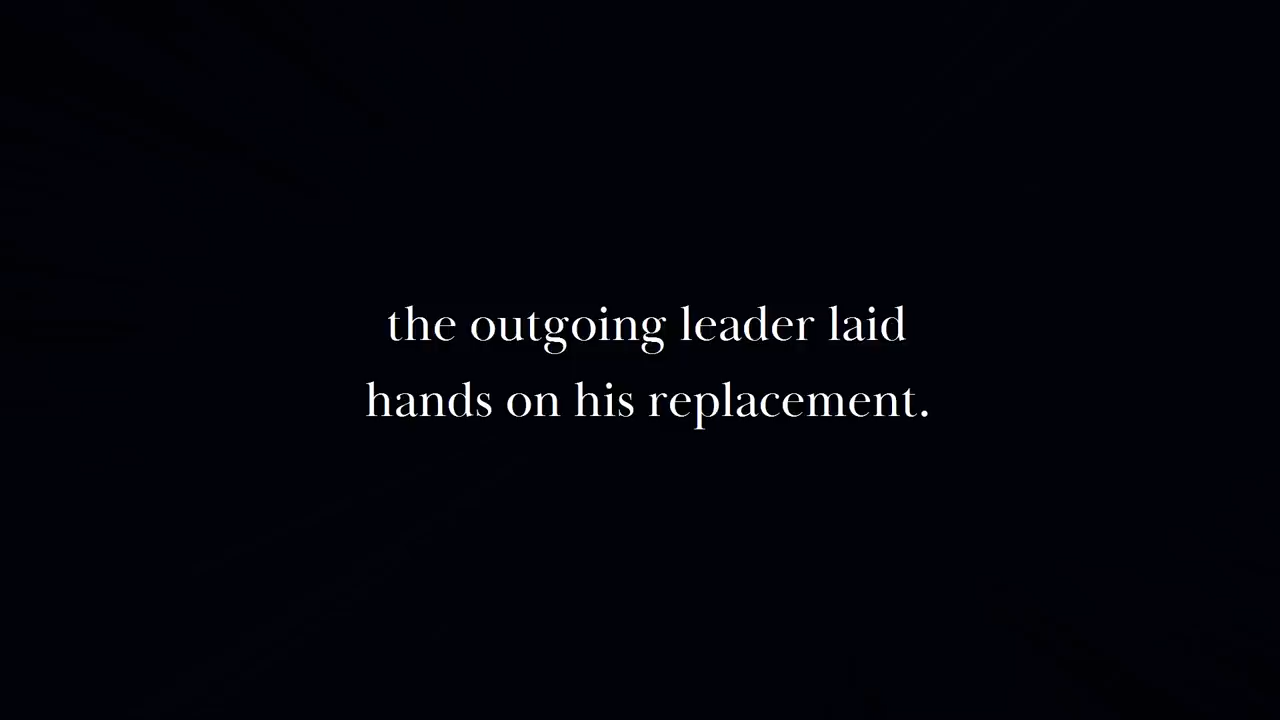 the outgoing leader laid
hands on his replacement.